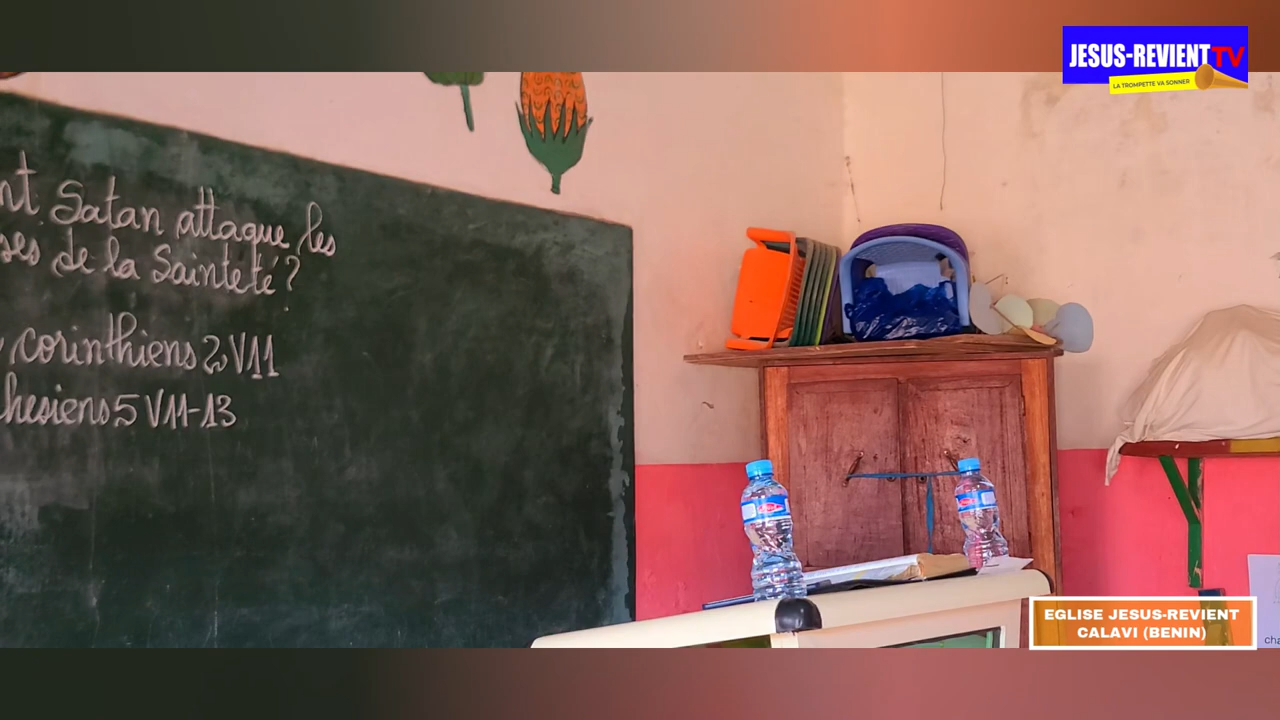 JESUS-REVIENT TV
LA TROMPETTE VA SONNER
nt Satan attaque les
ses de la Sainteté?
corinthiens 2 V11
hesiens 5 V11-13
EGLISE JESUS-REVIENT
CALAVI (BENIN)